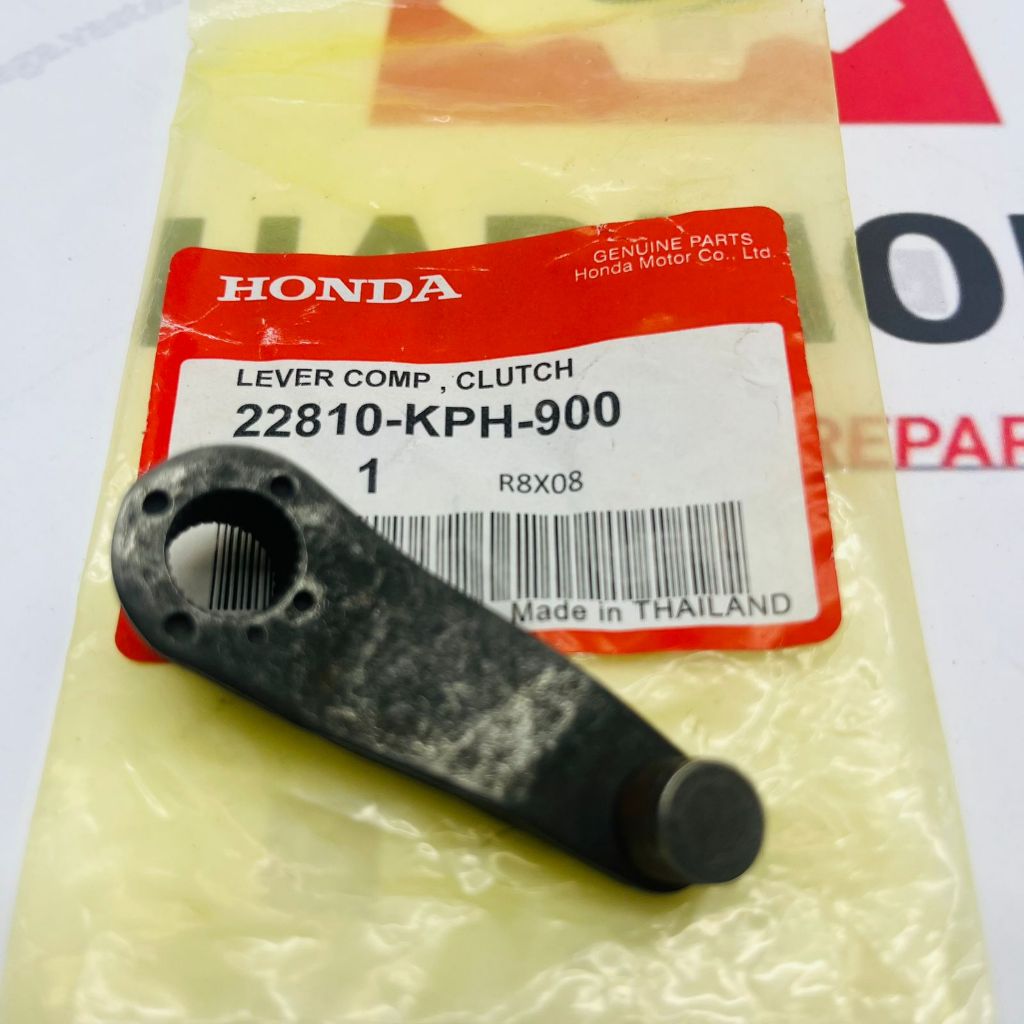 HONDA
GENUINE PARTS
Honda Motor Co., Ltd.
LEVER COMP , CLUTCH
22810-KPH-900
1
R8X08
Made in THAILAND